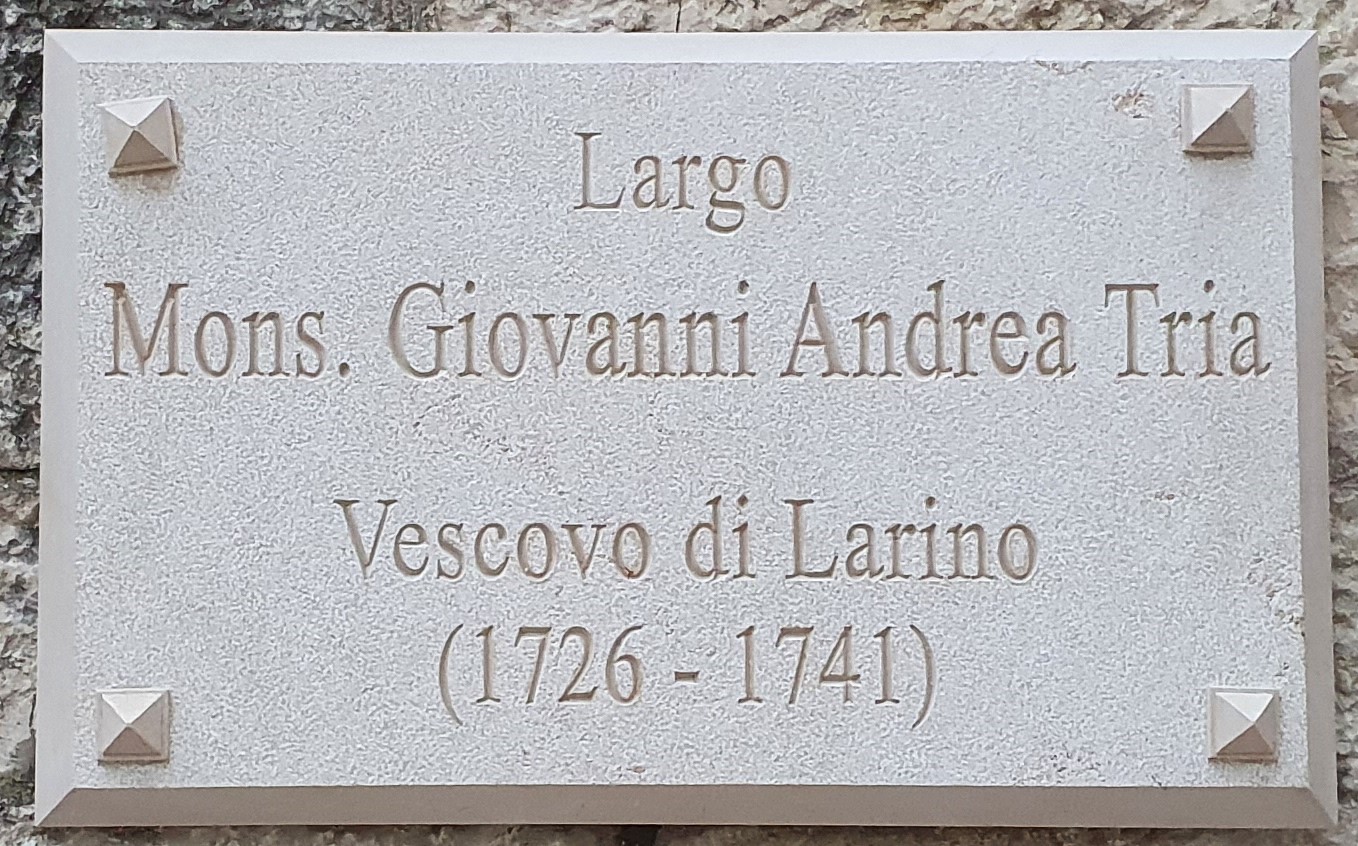 Largo
Mons. Giovanni Andrea Tria
Vescovo di Larino
(1726 - 1741)